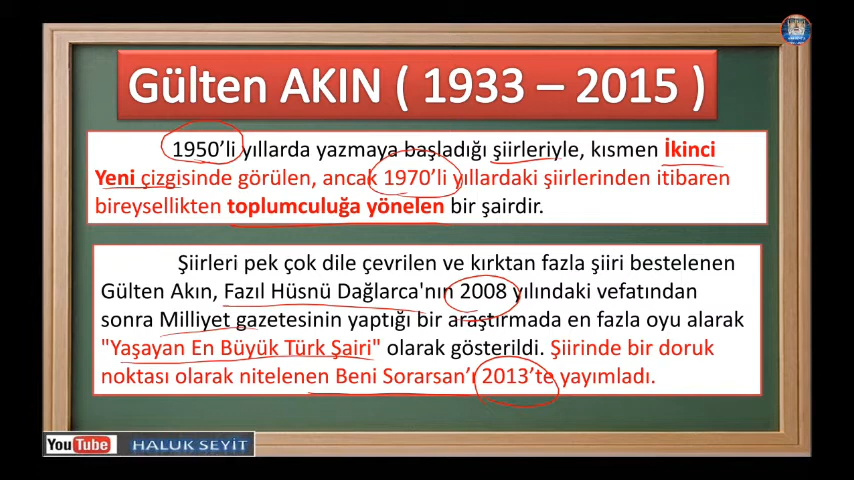 Gülten AKIN ( 1933 – 2015 )
1950'li yıllarda yazmaya başladığı şiirleriyle, kısmen İkinci
Yeni çizgisinde görülen, ancak 1970'li yıllardaki şiirlerinden itibaren
bireysellikten toplumculuğa yönelen bir şairdir.
Şiirleri pek çok dile çevrilen ve kırktan fazla şiiri bestelenen
Gülten Akın, Fazıl Hüsnü Dağlarca'nın 2008 yılındaki vefatından
sonra Milliyet gazetesinin yaptığı bir araştırmada en fazla oyu alarak
"Yaşayan En Büyük Türk Şairi" olarak gösterildi. Şiirinde bir doruk
noktası olarak nitelenen Beni Sorarsan'ı 2013'te yayımladı.
YouTube HALUK SEYİT